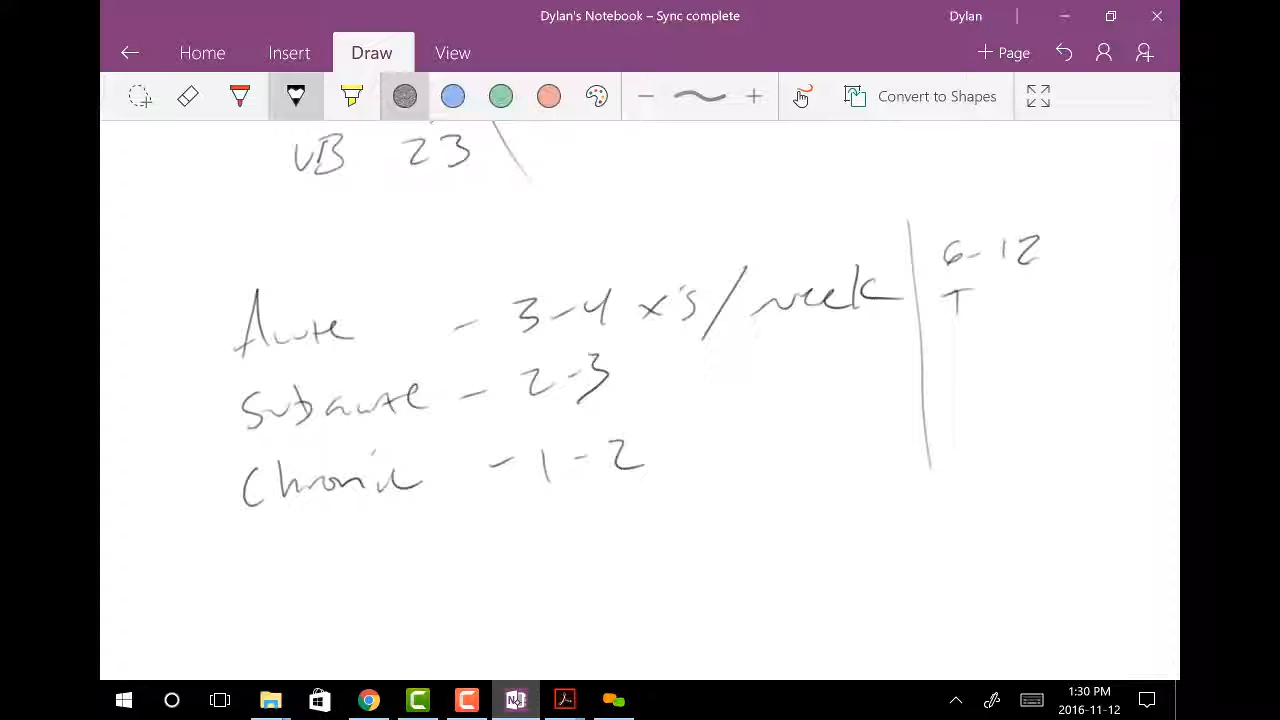 Dylan's Notebook – Sync complete
Dylan
Home Insert Draw View
+ Page
Convert to Shapes
UB 23
6-12
T
Acute - 3-4 x's/week
Subacute - 2-3
Chronic - 1-2
1:30 PM
2016-11-12